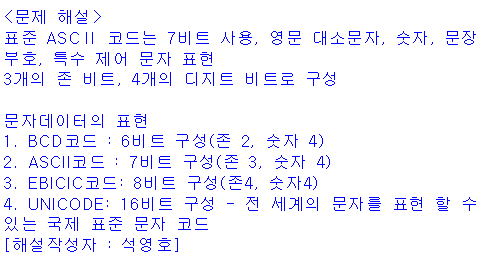 <문제 해설>
표준 ASCⅡ 코드는 7비트 사용, 영문 대소문자, 숫자, 문장
부호, 특수 제어 문자 표현
3개의 존 비트, 4개의 디지트 비트로 구성

문자데이터의 표현
1. BCD코드 : 6비트 구성(존 2, 숫자 4)
2. ASCII코드 : 7비트 구성(존 3, 숫자 4)
3. EBICIC코드: 8비트 구성(존4, 숫자4)
4. UNICODE: 16비트 구성 - 전 세계의 문자를 표현 할 수
있는 국제 표준 문자 코드
[해설작성자 : 석영호]